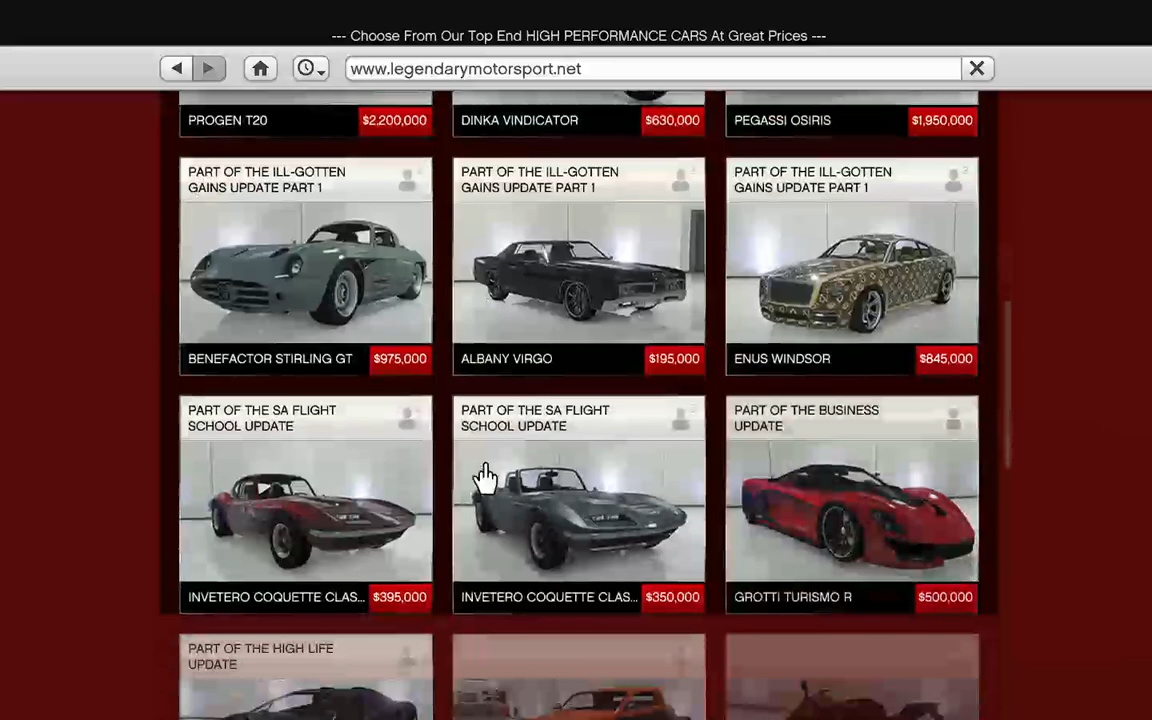 --- Choose From Our Top End HIGH PERFORMANCE CARS At Great Prices ---
www.legendarymotorsport.net
PROGEN T20 $2,200,000
DINKA VINDICATOR $630,000
PEGASSI OSIRIS $1,950,000
PART OF THE ILL-GOTTEN
GAINS UPDATE PART 1
BENEFACTOR STIRLING GT $975,000
PART OF THE ILL-GOTTEN
GAINS UPDATE PART 1
ALBANY VIRGO $195,000
PART OF THE ILL-GOTTEN
GAINS UPDATE PART 1
ENUS WINDSOR $845,000
PART OF THE SA FLIGHT
SCHOOL UPDATE
INVETERO COQUETTE CLAS... $395,000
PART OF THE SA FLIGHT
SCHOOL UPDATE
INVETERO COQUETTE CLAS... $350,000
PART OF THE BUSINESS
UPDATE
GROTTI TURISMO R $500,000
PART OF THE HIGH LIFE
UPDATE